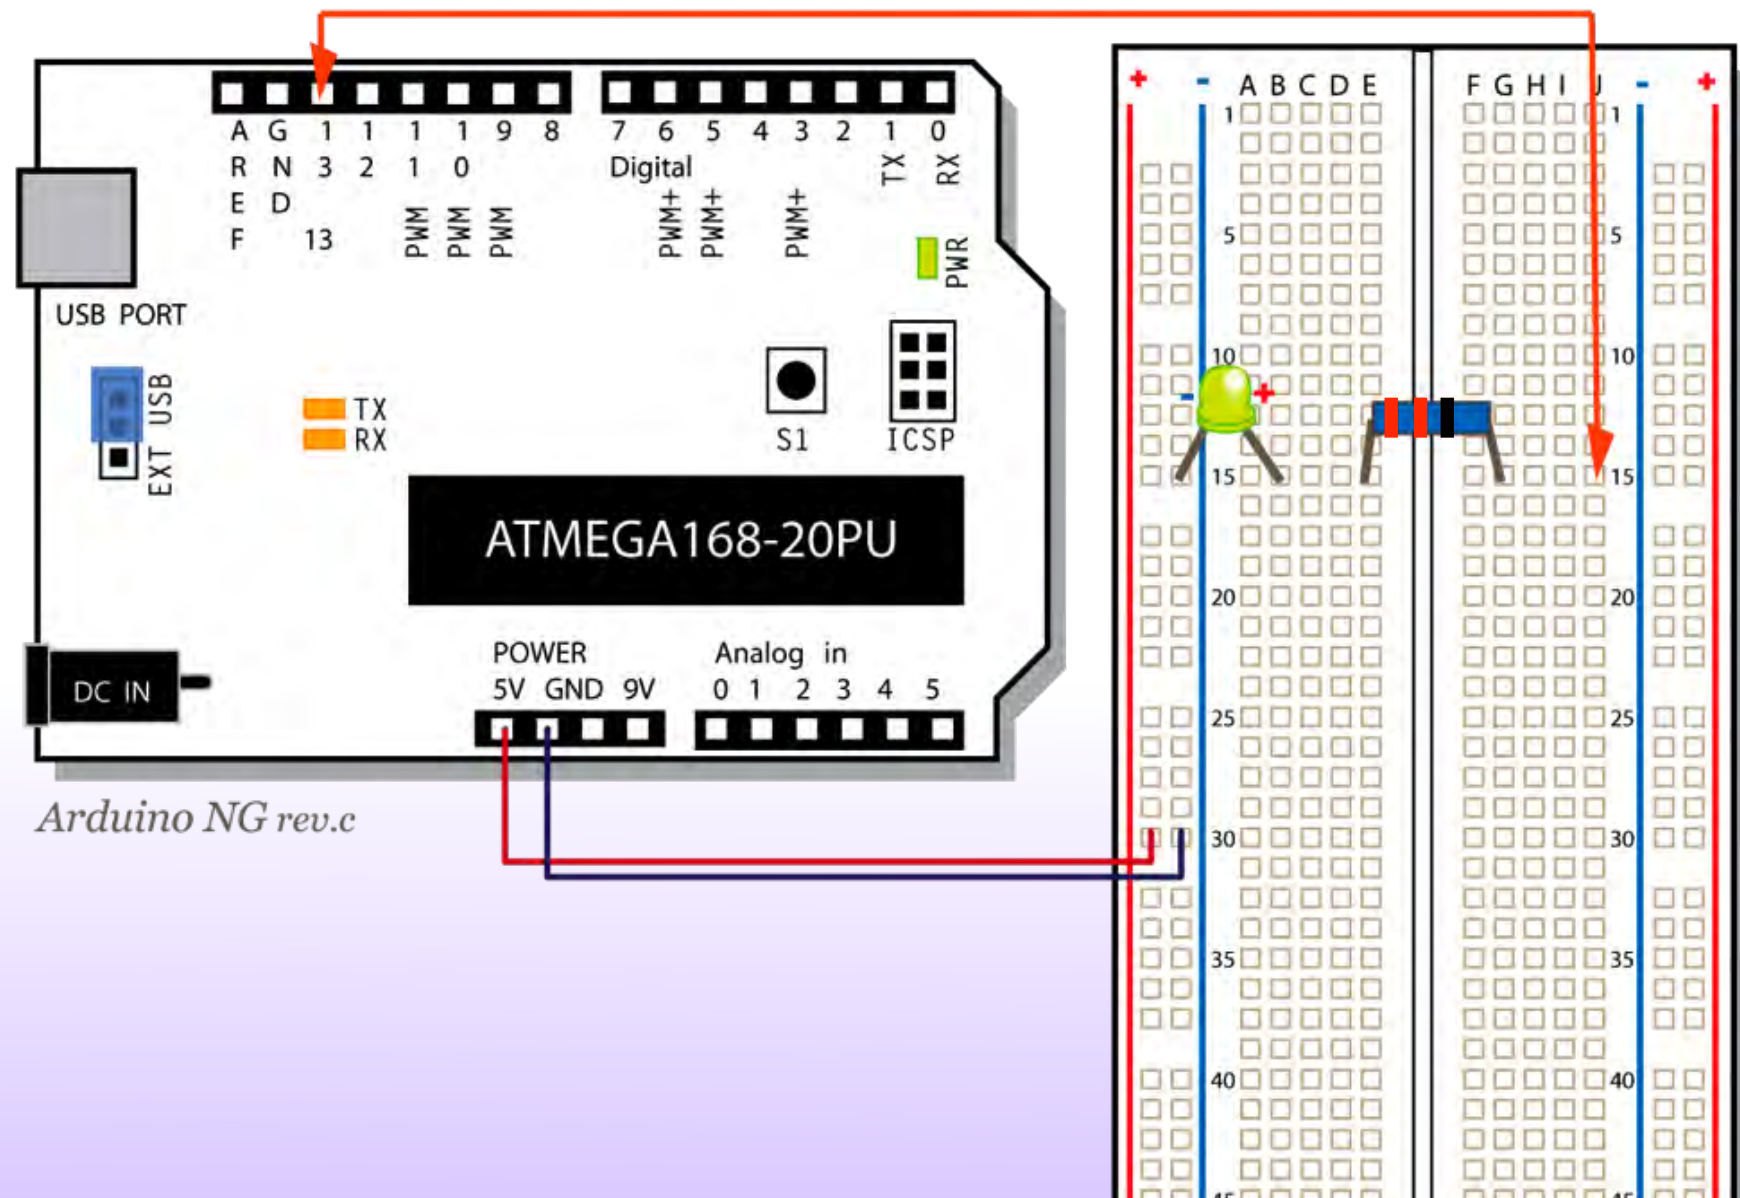 + - A B C D E F G H I J - +
1 1
A G 1 1 1 1 9 8 7 6 5 4 3 2 1 0
R N 3 2 1 0 Digital TX RX
E D
F 13 PWM PWM PWM PWM+ PWM+ PWM+
5 5
PWR
USB PORT
10 10
EXT USB
TX
RX
S1 ICSP
- +
15 15
ATMEGA168-20PU
20 20
POWER Analog in
DC IN
5V GND 9V 0 1 2 3 4 5
25 25
Arduino NG rev.c
30 30
35 35
40 40
45 45